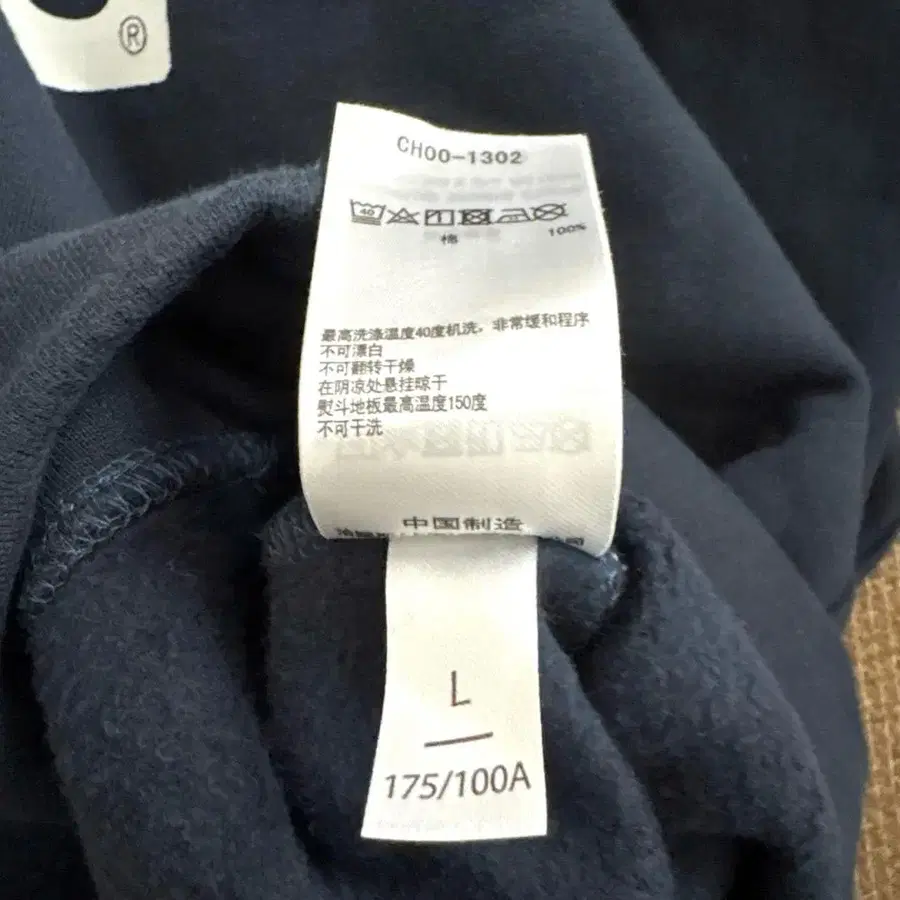 ®
CH00-1302
40
棉 100%
最高洗涤温度40度机洗，非常缓和程序
不可漂白
不可翻转干燥
在阴凉处悬挂晾干
熨斗地板最高温度150度
不可干洗
中国制造
L
175/100A